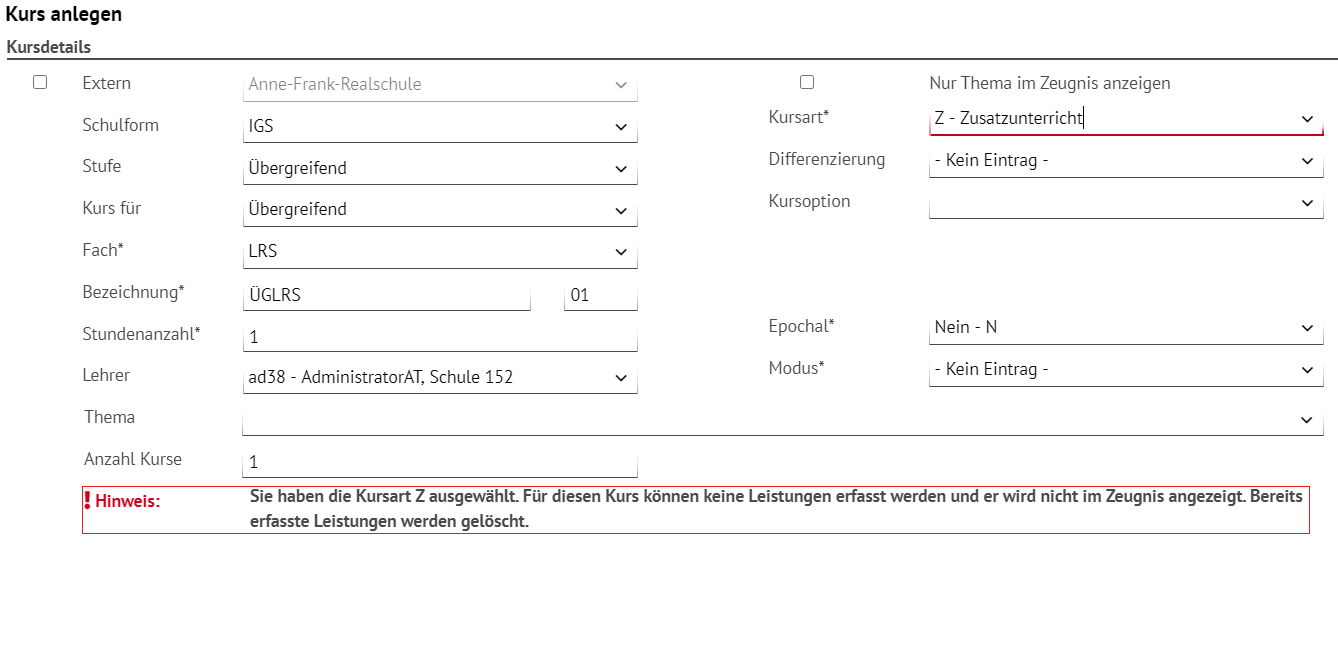 Kurs anlegen
Kursdetails
Extern Anne-Frank-Realschule Nur Thema im Zeugnis anzeigen
Schulform IGS Kursart* Z - Zusatzunterricht
Stufe Übergreifend Differenzierung - Kein Eintrag -
Kurs für Übergreifend Kursoption
Fach* LRS
Bezeichnung* ÜGLRS 01
Stundenanzahl* 1 Epochal* Nein - N
Lehrer ad38 - AdministratorAT, Schule 152 Modus* - Kein Eintrag -
Thema
Anzahl Kurse 1
! Hinweis: Sie haben die Kursart Z ausgewählt. Für diesen Kurs können keine Leistungen erfasst werden und er wird nicht im Zeugnis angezeigt. Bereits
erfasste Leistungen werden gelöscht.